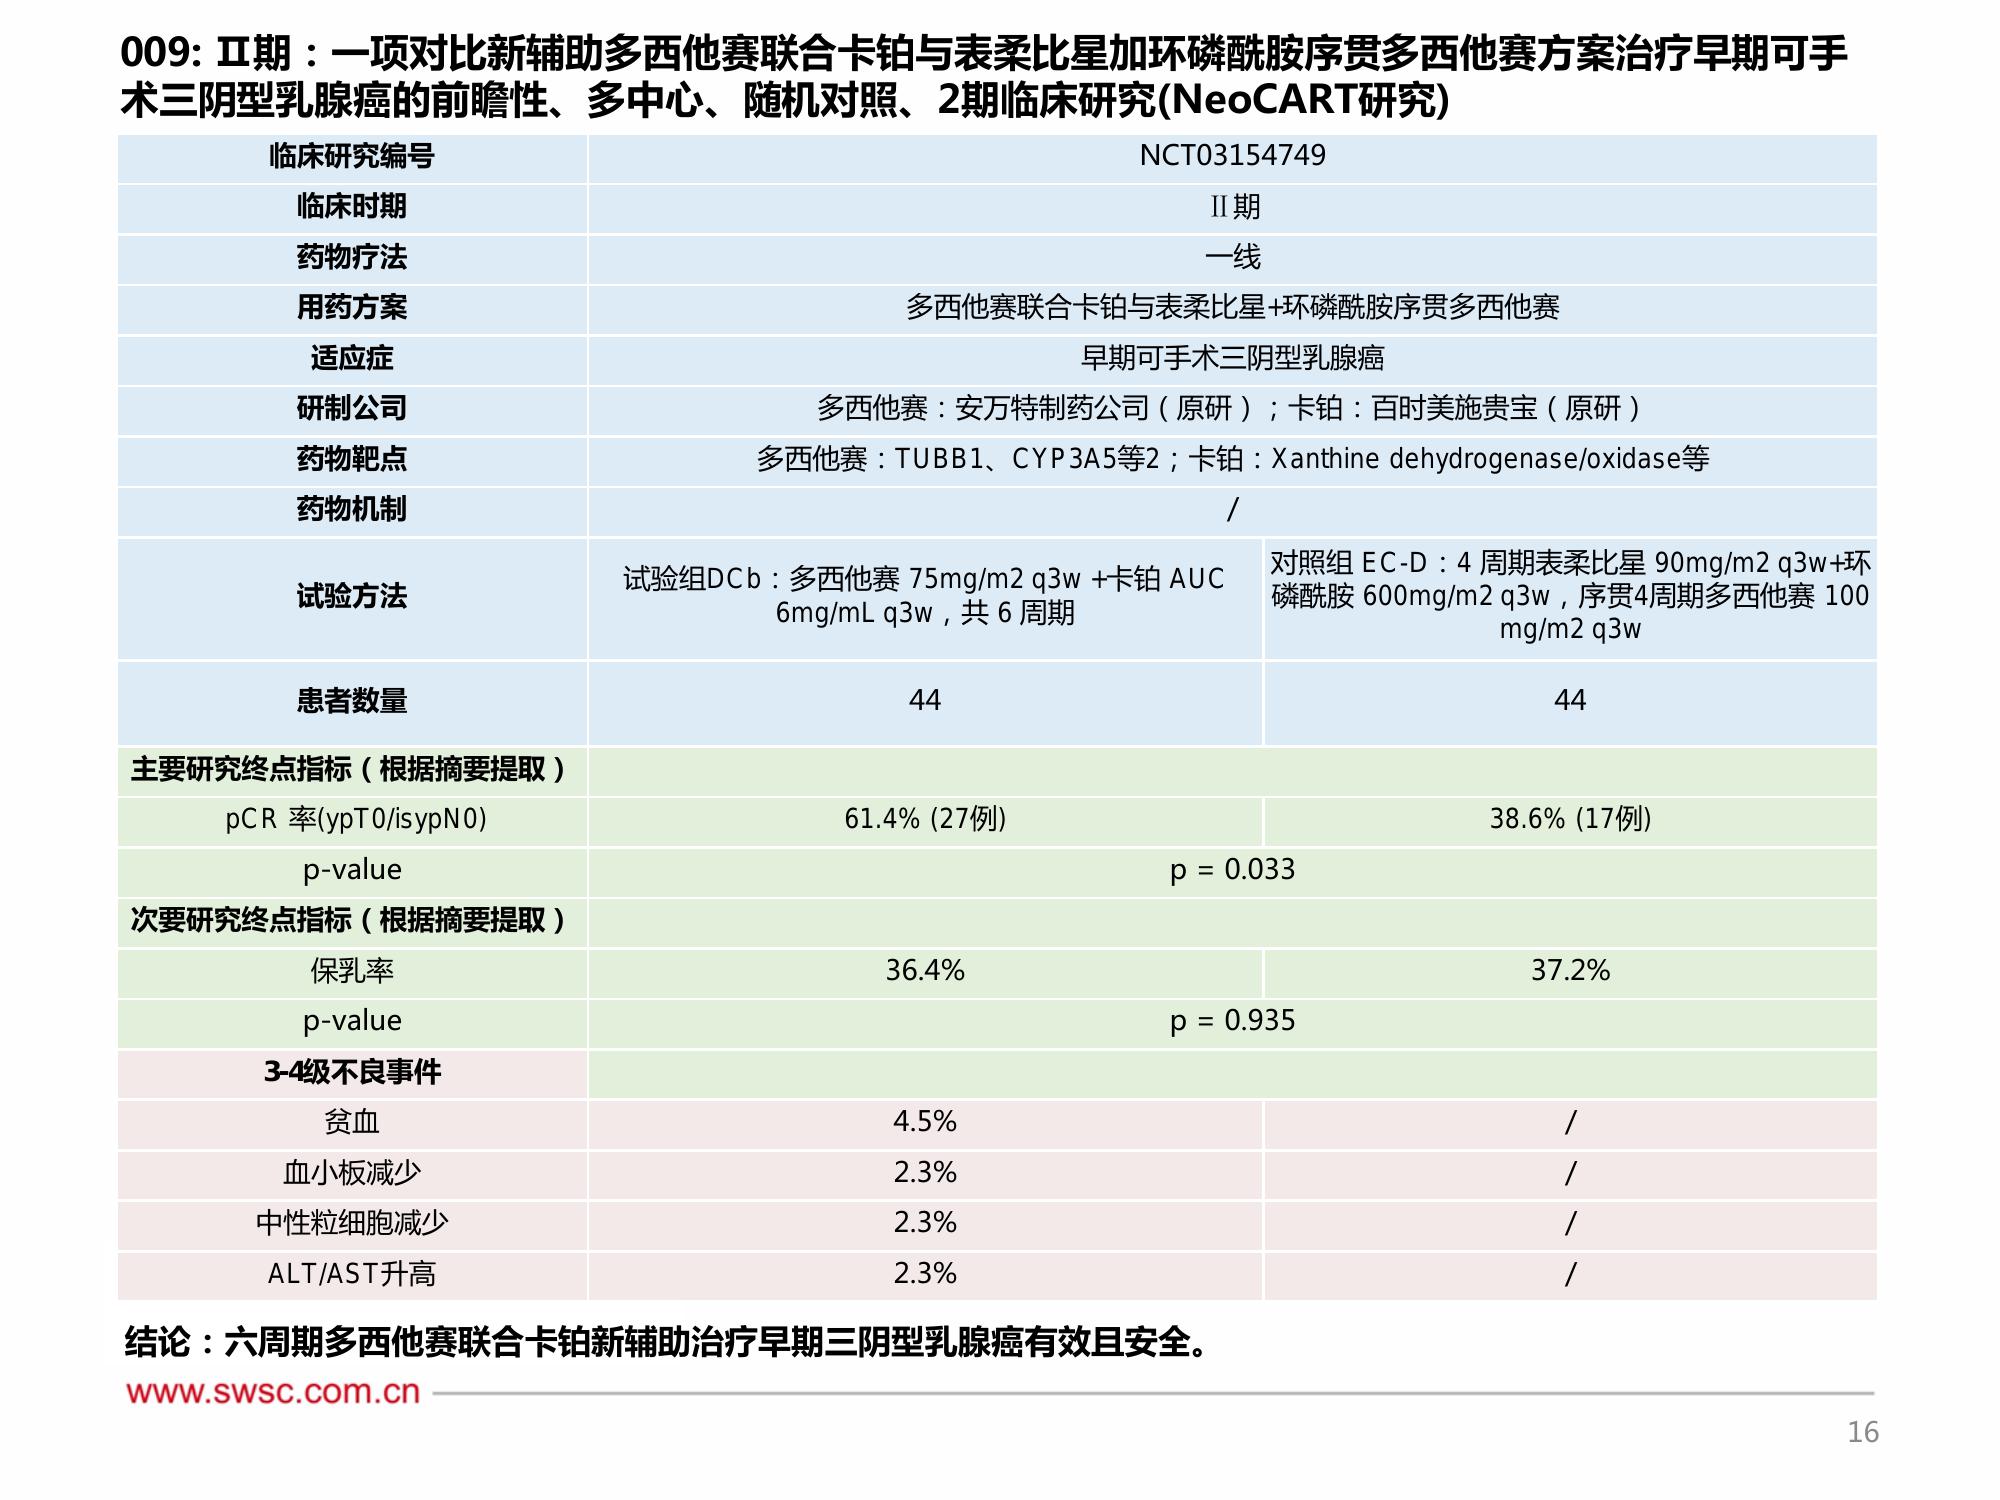 009: Ⅱ期：一项对比新辅助多西他赛联合卡铂与表柔比星加环磷酰胺序贯多西他赛方案治疗早期可手
术三阴型乳腺癌的前瞻性、多中心、随机对照、2期临床研究(NeoCART研究)
临床研究编号 NCT03154749
临床时期 Ⅱ期
药物疗法 一线
用药方案 多西他赛联合卡铂与表柔比星+环磷酰胺序贯多西他赛
适应症 早期可手术三阴型乳腺癌
研制公司 多西他赛：安万特制药公司（原研）；卡铂：百时美施贵宝（原研）
药物靶点 多西他赛：TUBB1、CYP3A5等2；卡铂：Xanthine dehydrogenase/oxidase等
药物机制 /
试验方法
试验组DCb：多西他赛 75mg/m2 q3w +卡铂 AUC
6mg/mL q3w，共 6 周期
对照组 EC-D：4 周期表柔比星 90mg/m2 q3w+环
磷酰胺 600mg/m2 q3w，序贯4周期多西他赛 100
mg/m2 q3w
患者数量 44 44
主要研究终点指标（根据摘要提取）
pCR 率(ypT0/isypN0) 61.4% (27例) 38.6% (17例)
p-value p = 0.033
次要研究终点指标（根据摘要提取）
保乳率 36.4% 37.2%
p-value p = 0.935
3-4级不良事件
贫血 4.5% /
血小板减少 2.3% /
中性粒细胞减少 2.3% /
ALT/AST升高 2.3% /
结论：六周期多西他赛联合卡铂新辅助治疗早期三阴型乳腺癌有效且安全。
www.swsc.com.cn
16